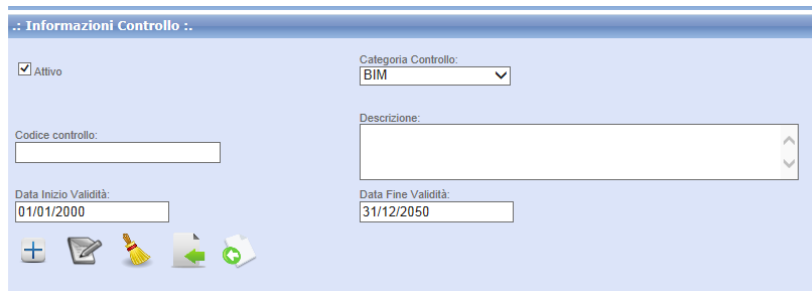 .: Informazioni Controllo :.
Attivo
Categoria Controllo:
BIM
Codice controllo:
Descrizione:
Data Inizio Validità:
01/01/2000
Data Fine Validità:
31/12/2050